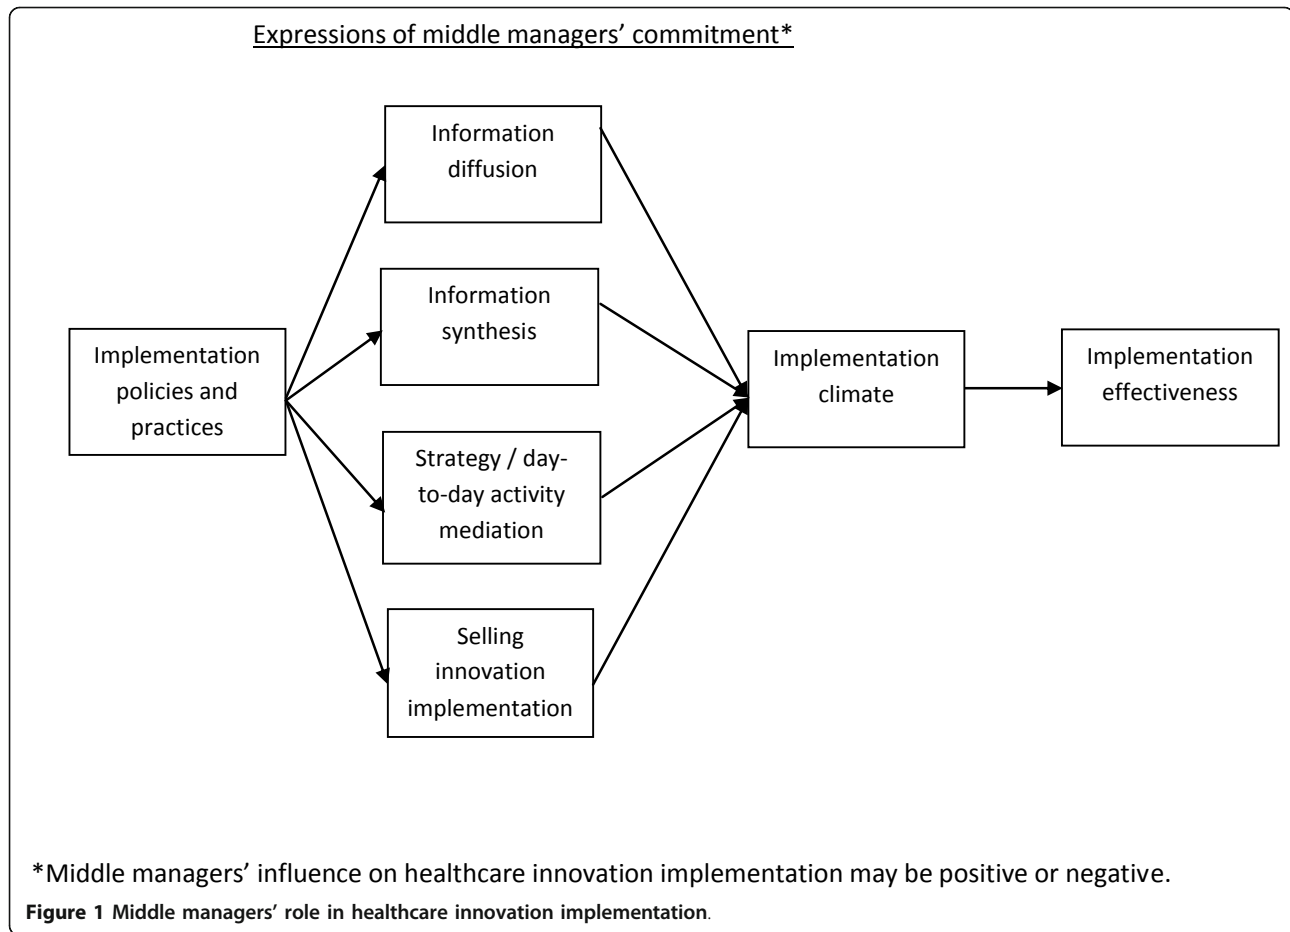 Expressions of middle managers’ commitment*
Information
diffusion
Information
synthesis
Implementation
policies and
practices
Strategy / day-
to-day activity
mediation
Selling
innovation
implementation
Implementation
climate
Implementation
effectiveness
*Middle managers’ influence on healthcare innovation implementation may be positive or negative.
Figure 1 Middle managers’ role in healthcare innovation implementation.